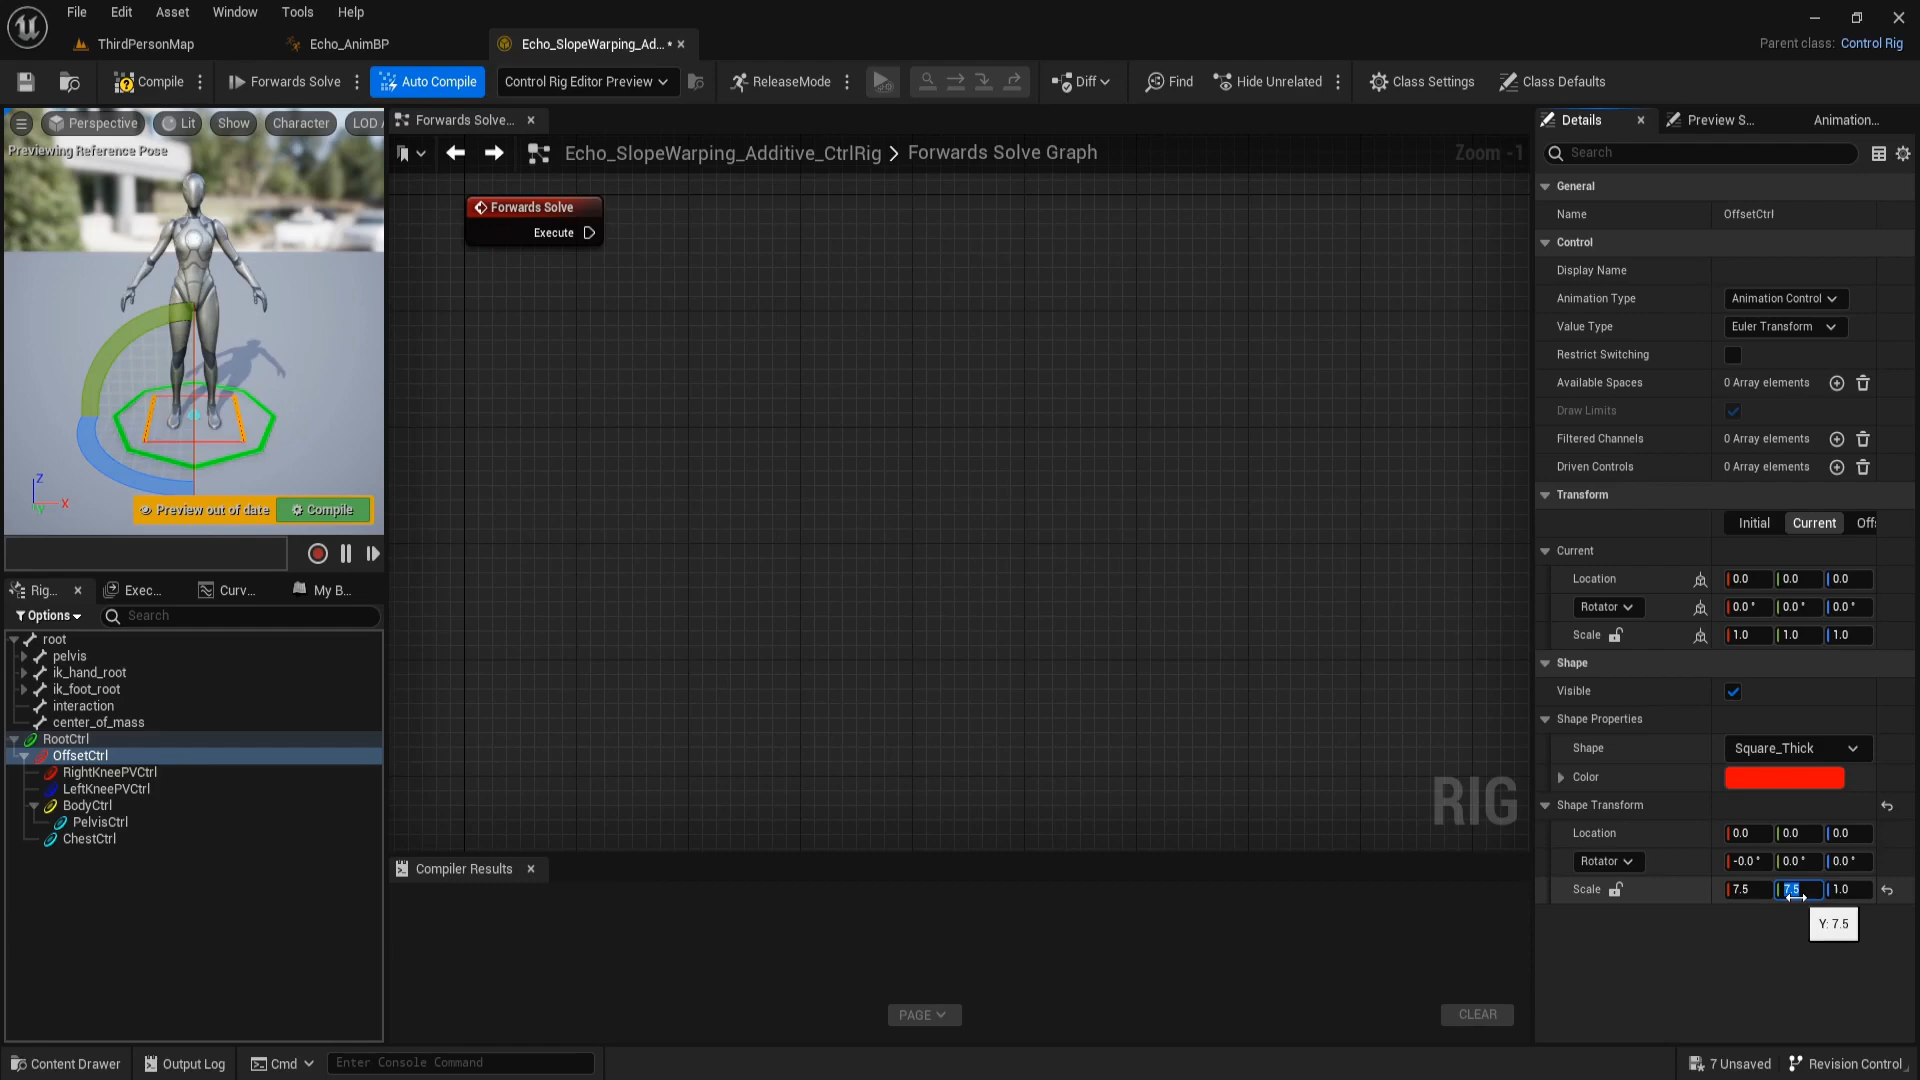 File Edit Asset Window Tools Help
ThirdPersonMap
Echo_AnimBP
Echo_SlopeWarping_Ad... •
Parent class: Control Rig
Compile
Forwards Solve
Auto Compile
Control Rig Editor Preview
ReleaseMode
Diff
Find
Hide Unrelated
Class Settings
Class Defaults
Perspective
Lit
Show
Character
LOD
Previewing Reference Pose
Z
X
Y
Preview out of date
Compile
Forwards Solve...
Echo_SlopeWarping_Additive_CtrlRig > Forwards Solve Graph
Zoom -1
Forwards Solve
Execute
RIG
Rig...
Exec...
Curv...
My B...
Options
Search
root
pelvis
ik_hand_root
ik_foot_root
interaction
center_of_mass
RootCtrl
OffsetCtrl
RightKneePVCtrl
LeftKneePVCtrl
BodyCtrl
PelvisCtrl
ChestCtrl
Compiler Results
PAGE
CLEAR
Details
Preview S...
Animation...
Search
General
Name OffsetCtrl
Control
Display Name
Animation Type Animation Control
Value Type Euler Transform
Restrict Switching
Available Spaces 0 Array elements
Draw Limits
Filtered Channels 0 Array elements
Driven Controls 0 Array elements
Transform
Initial Current Off
Current
Location 0.0 0.0 0.0
Rotator 0.0 ° 0.0 ° 0.0 °
Scale 1.0 1.0 1.0
Shape
Visible
Shape Properties
Shape Square_Thick
Color
Shape Transform
Location 0.0 0.0 0.0
Rotator -0.0 ° 0.0 ° 0.0 °
Scale 7.5 7.5 1.0
Y: 7.5
Content Drawer
Output Log
Cmd
Enter Console Command
7 Unsaved
Revision Control